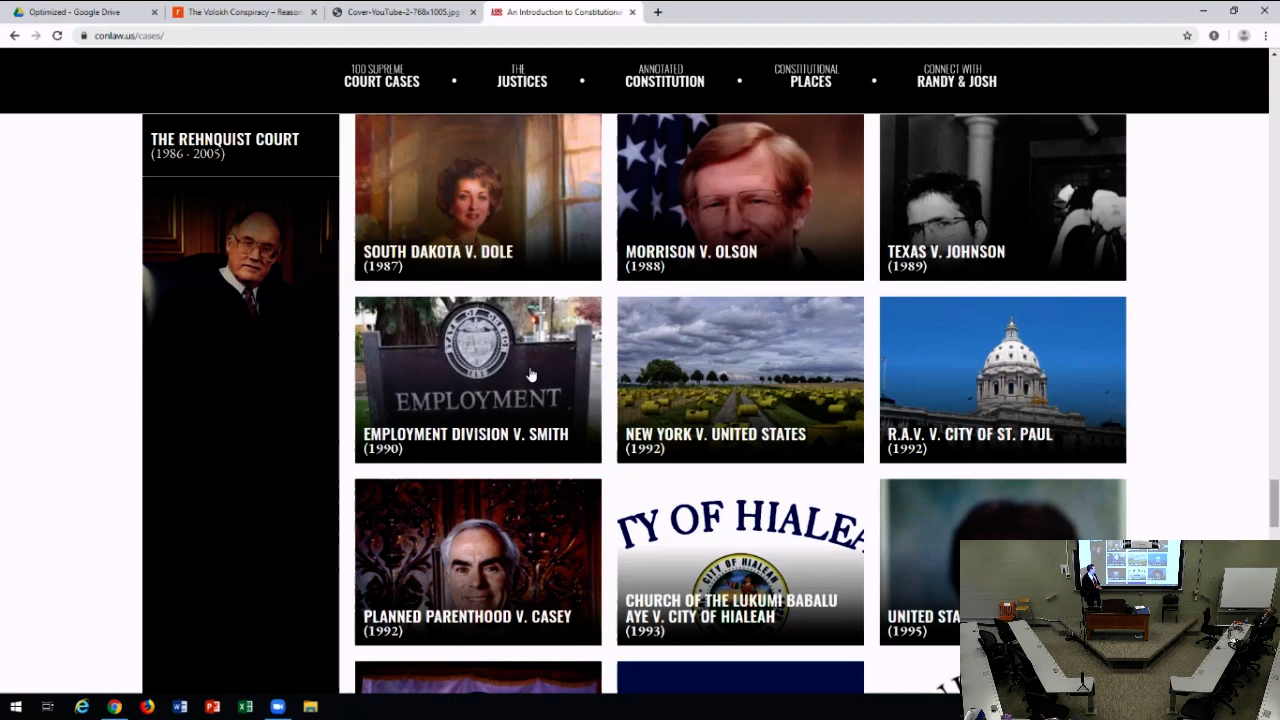 Optimized - Google Drive
The Volokh Conspiracy – Reason
Cover-YouTube-2-768x1005.jpg
An Introduction to Constitutiona
conlaw.us/cases/
100 SUPREME
COURT CASES
THE
JUSTICES
ANNOTATED
CONSTITUTION
CONSTITUTIONAL
PLACES
CONNECT WITH
RANDY & JOSH
THE REHNQUIST COURT
(1986 - 2005)
SOUTH DAKOTA V. DOLE
(1987)
MORRISON V. OLSON
(1988)
TEXAS V. JOHNSON
(1989)
EMPLOYMENT
EMPLOYMENT DIVISION V. SMITH
(1990)
NEW YORK V. UNITED STATES
(1992)
R.A.V. V. CITY OF ST. PAUL
(1992)
PLANNED PARENTHOOD V. CASEY
(1992)
TY OF HIALEA
CITY OF HIALEAH
CHURCH OF THE LUKUMI BABALU
AYE V. CITY OF HIALEAH
(1993)
UNITED STA
(1995)